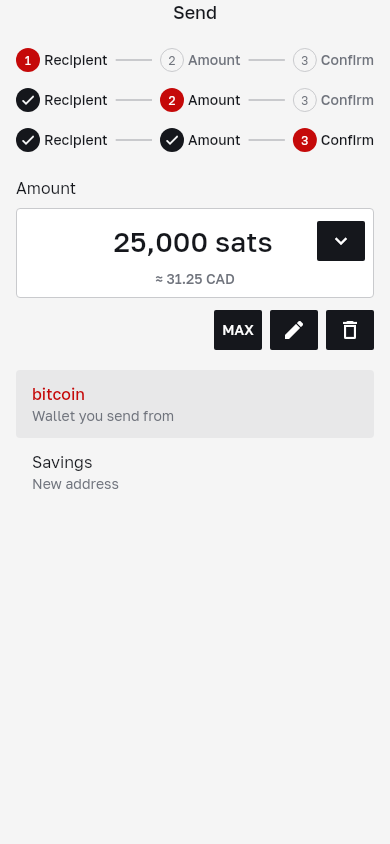 Send
1 Recipient 2 Amount 3 Confirm
Recipient 2 Amount 3 Confirm
Recipient Amount 3 Confirm
Amount
25,000 sats
≈ 31.25 CAD
MAX
bitcoin
Wallet you send from
Savings
New address